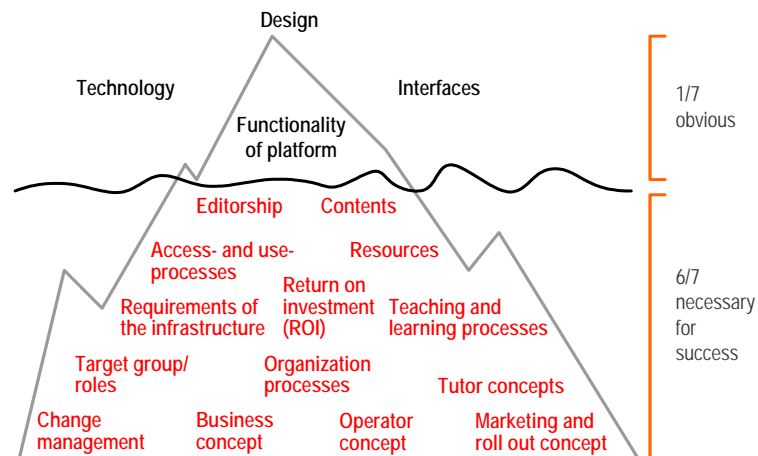 Design
Technology
Interfaces
Functionality
of platform
1/7
obvious
Editorship
Contents
Access- and use-
processes
Resources
Return on
investment
(ROI)
Requirements of
the infrastructure
Teaching and
learning processes
6/7
necessary
for
success
Target group/
roles
Organization
processes
Tutor concepts
Change
management
Business
concept
Operator
concept
Marketing and
roll out concept